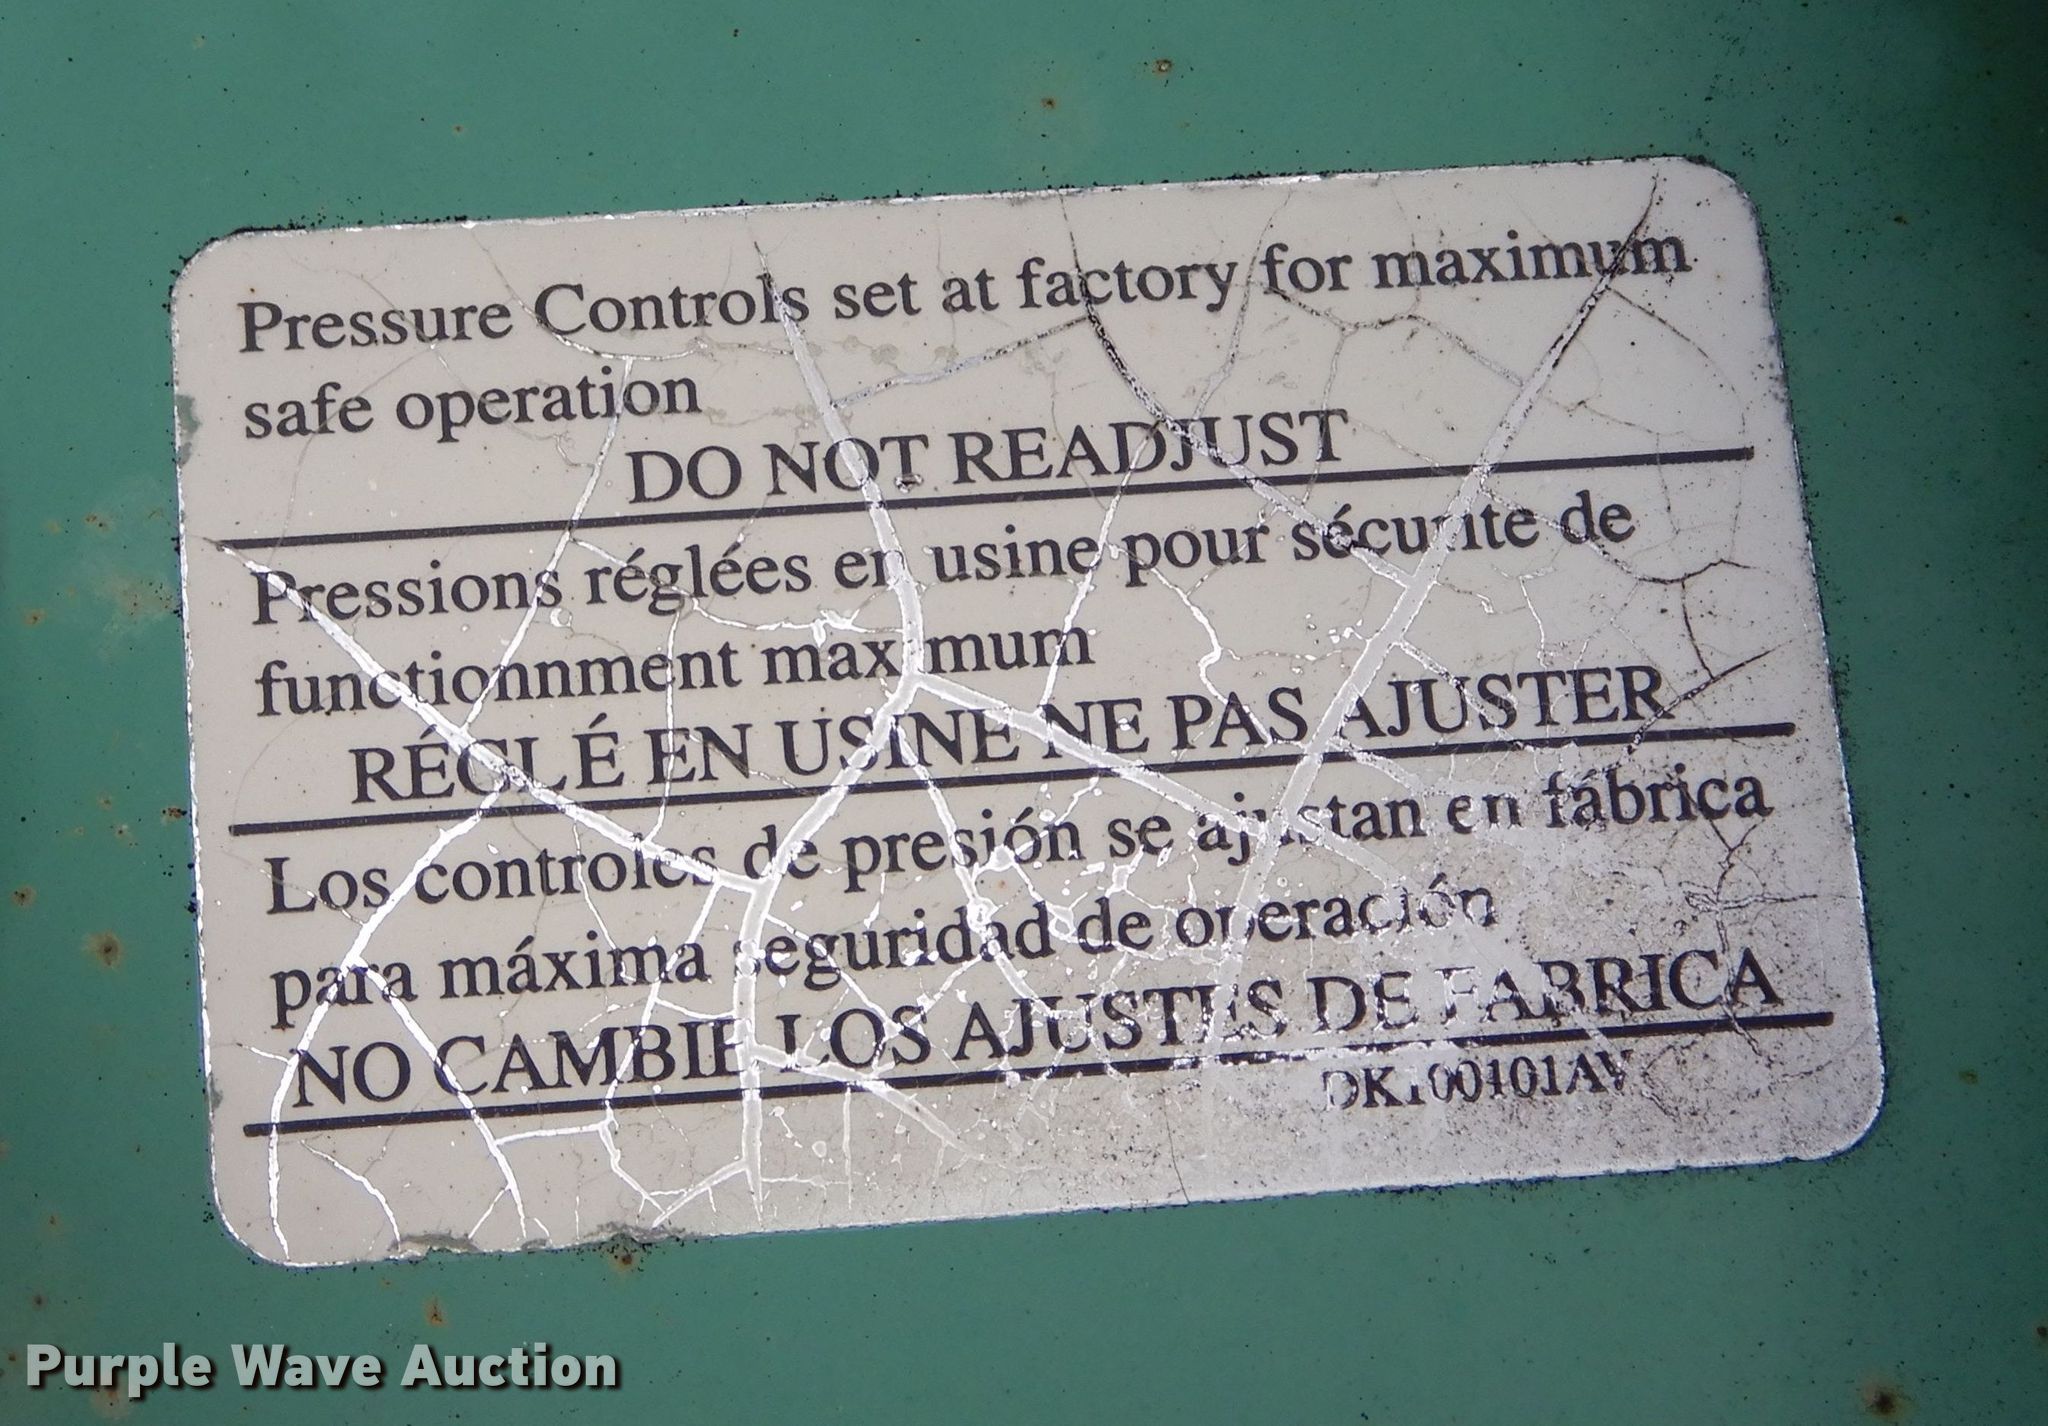 Pressure Controls set at factory for maximum
safe operation
DO NOT READJUST
Pressions réglées en usine pour sécurite de
functionnment maximum
RÉGLÉ EN USINE NE PAS AJUSTER
Los controles de presión se ajustan en fábrica
para máxima seguridad de operación
NO CAMBIE LOS AJUSTES DE FABRICA
DK100101AV
Purple Wave Auction